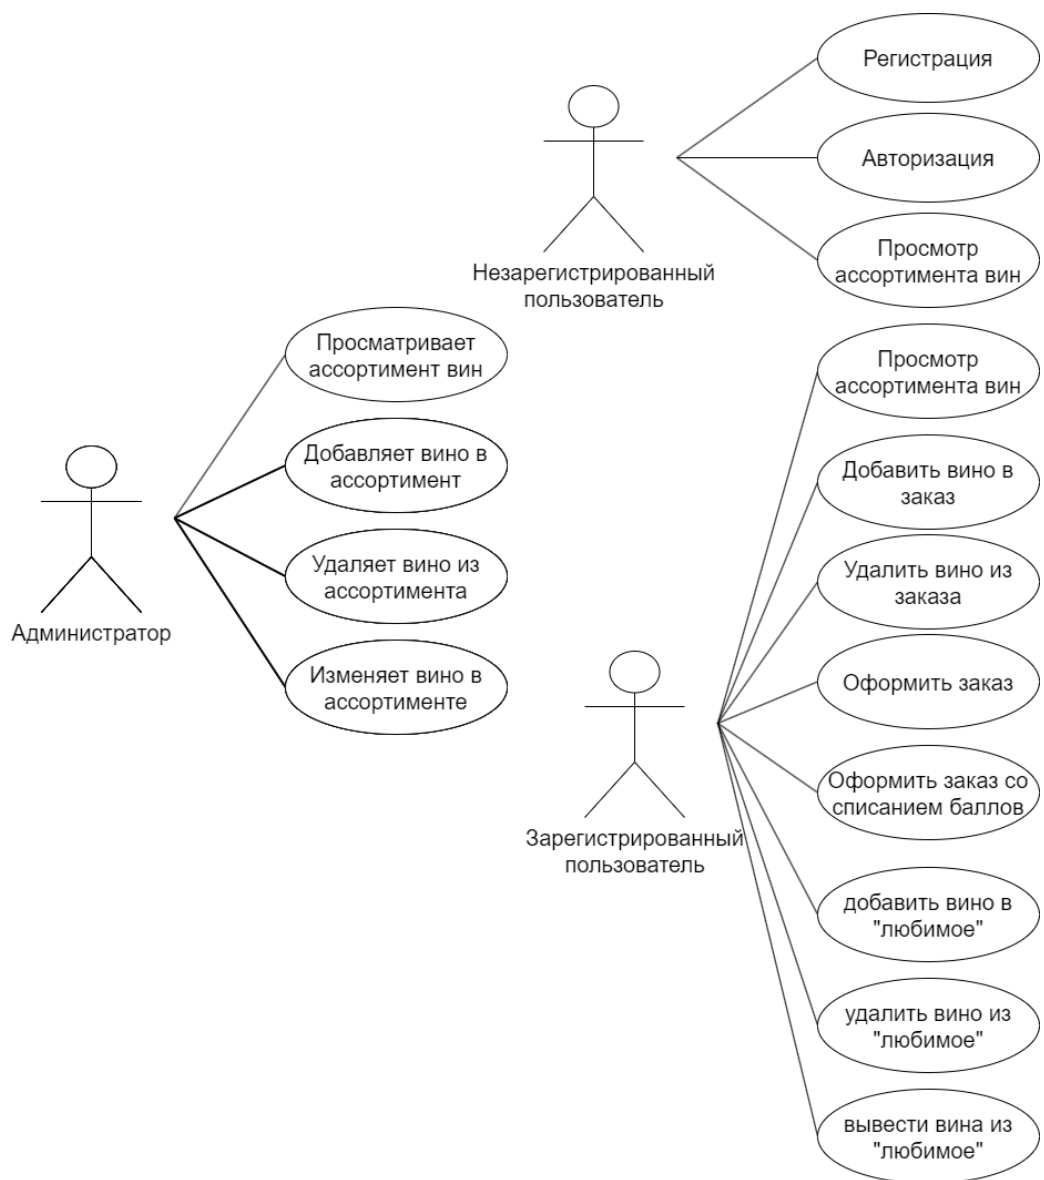 Регистрация
Авторизация
Просмотр
ассортимента вин
Незарегистрированный
пользователь
Просматривает
ассортимент вин
Добавляет вино в
ассортимент
Удаляет вино из
ассортимента
Изменяет вино в
ассортименте
Администратор
Просмотр
ассортимента вин
Добавить вино в
заказ
Удалить вино из
заказа
Оформить заказ
Оформить заказ со
списанием баллов
добавить вино в
"любимое"
удалить вино из
"любимое"
вывести вина из
"любимое"
Зарегистрированный
пользователь